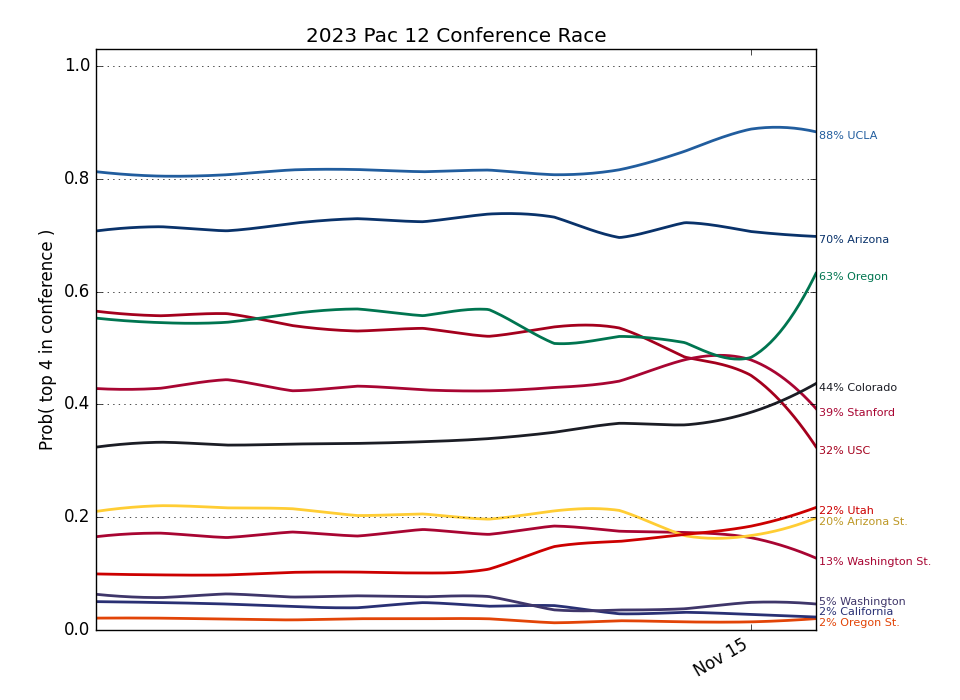 2023 Pac 12 Conference Race
1.0
0.8
0.6
0.4
0.2
0.0
Prob( top 4 in conference )
88% UCLA
70% Arizona
63% Oregon
44% Colorado
39% Stanford
32% USC
22% Utah
20% Arizona St.
13% Washington St.
5% Washington
2% California
2% Oregon St.
Nov 15